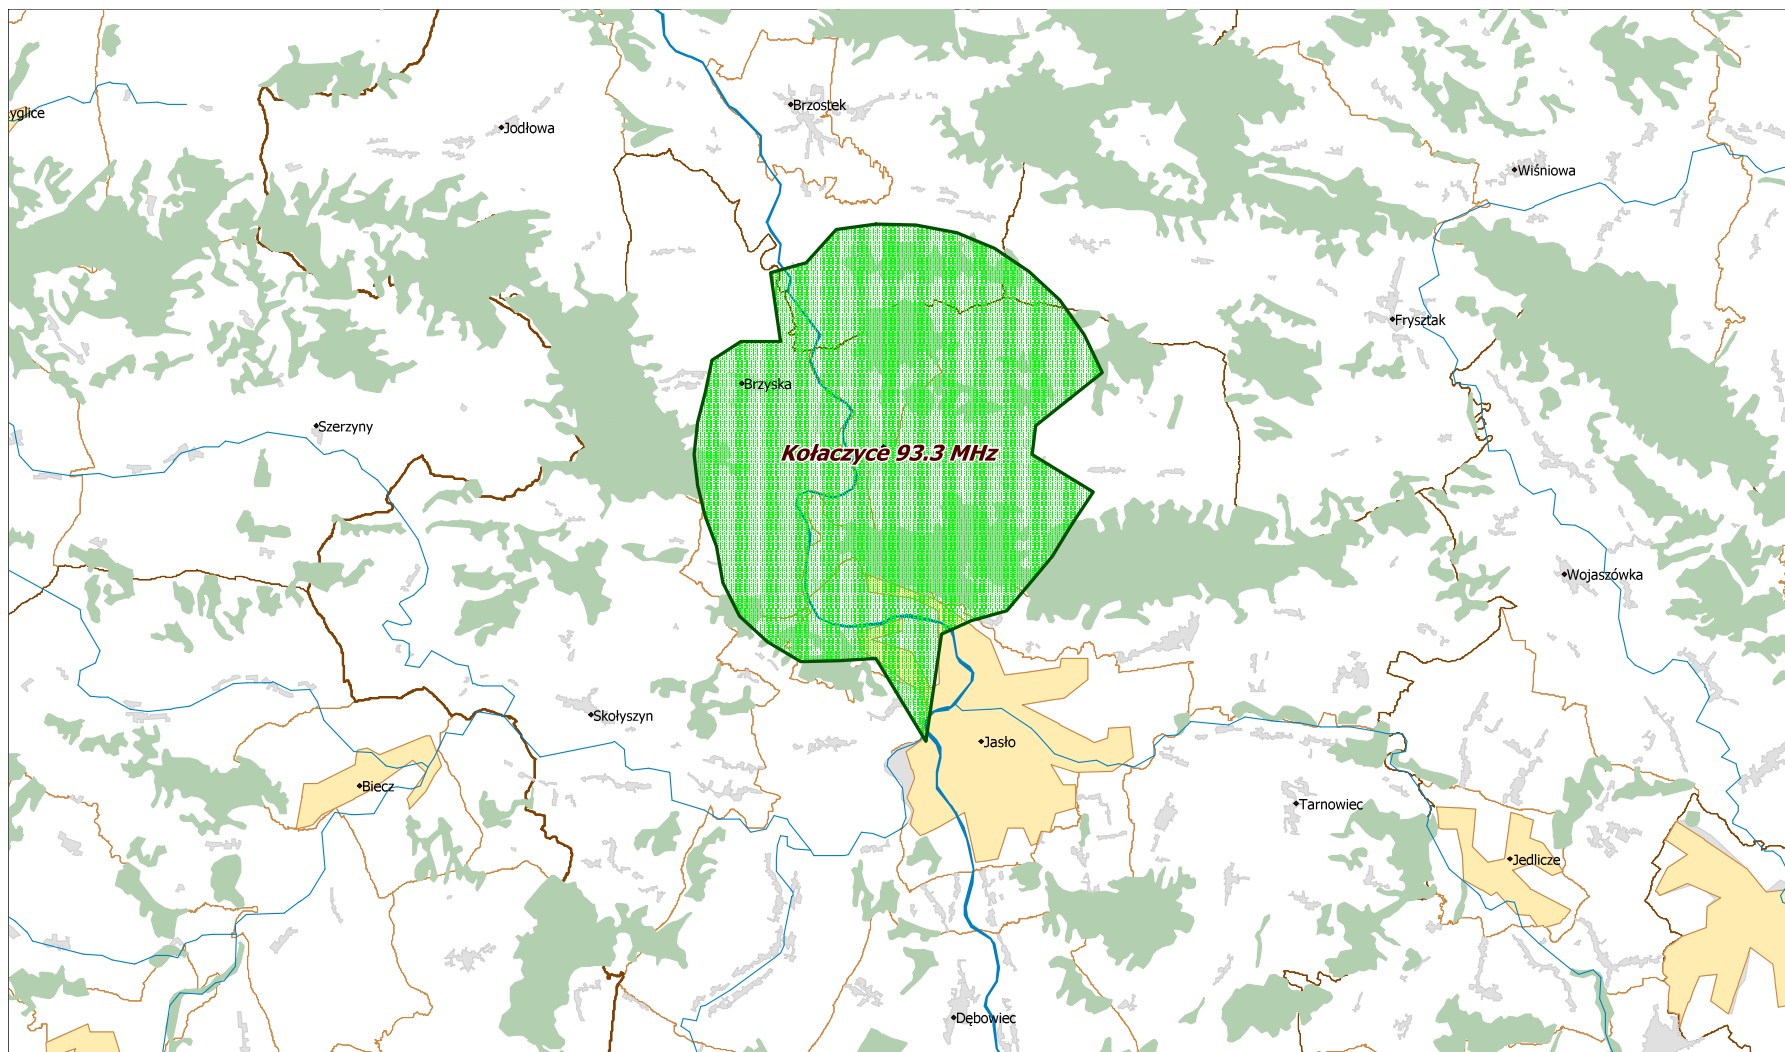 Brzostek
yglice
Jodłowa
Wiśniowa
Frysztak
Brzyska
Szerzyny
Kołaczyce 93.3 MHz
Wojaszówka
Skołyszyn
Jasło
Biecz
Tarnowiec
Jedlicze
Dębowiec